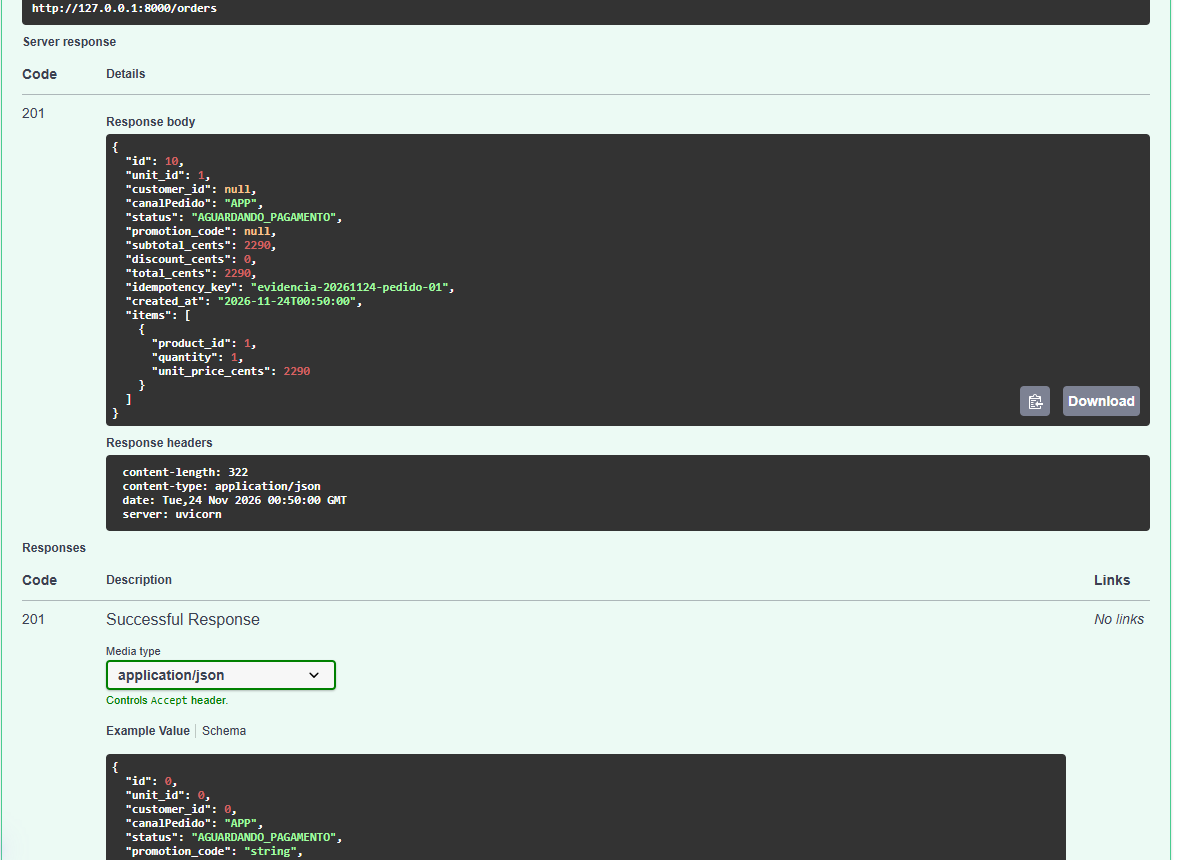 http://127.0.0.1:8000/orders
Server response
Code Details
201
Response body
{
  "id": 10,
  "unit_id": 1,
  "customer_id": null,
  "canalPedido": "APP",
  "status": "AGUARDANDO_PAGAMENTO",
  "promotion_code": null,
  "subtotal_cents": 2290,
  "discount_cents": 0,
  "total_cents": 2290,
  "idempotency_key": "evidencia-20261124-pedido-01",
  "created_at": "2026-11-24T00:50:00",
  "items": [
    {
      "product_id": 1,
      "quantity": 1,
      "unit_price_cents": 2290
    }
  ]
}
Download
Response headers
content-length: 322
content-type: application/json
date: Tue,24 Nov 2026 00:50:00 GMT
server: uvicorn
Responses
Code Description Links
201 Successful Response No links
Media type
application/json
Controls Accept header.
Example Value Schema
{
  "id": 0,
  "unit_id": 0,
  "customer_id": 0,
  "canalPedido": "APP",
  "status": "AGUARDANDO_PAGAMENTO",
  "promotion_code": "string",